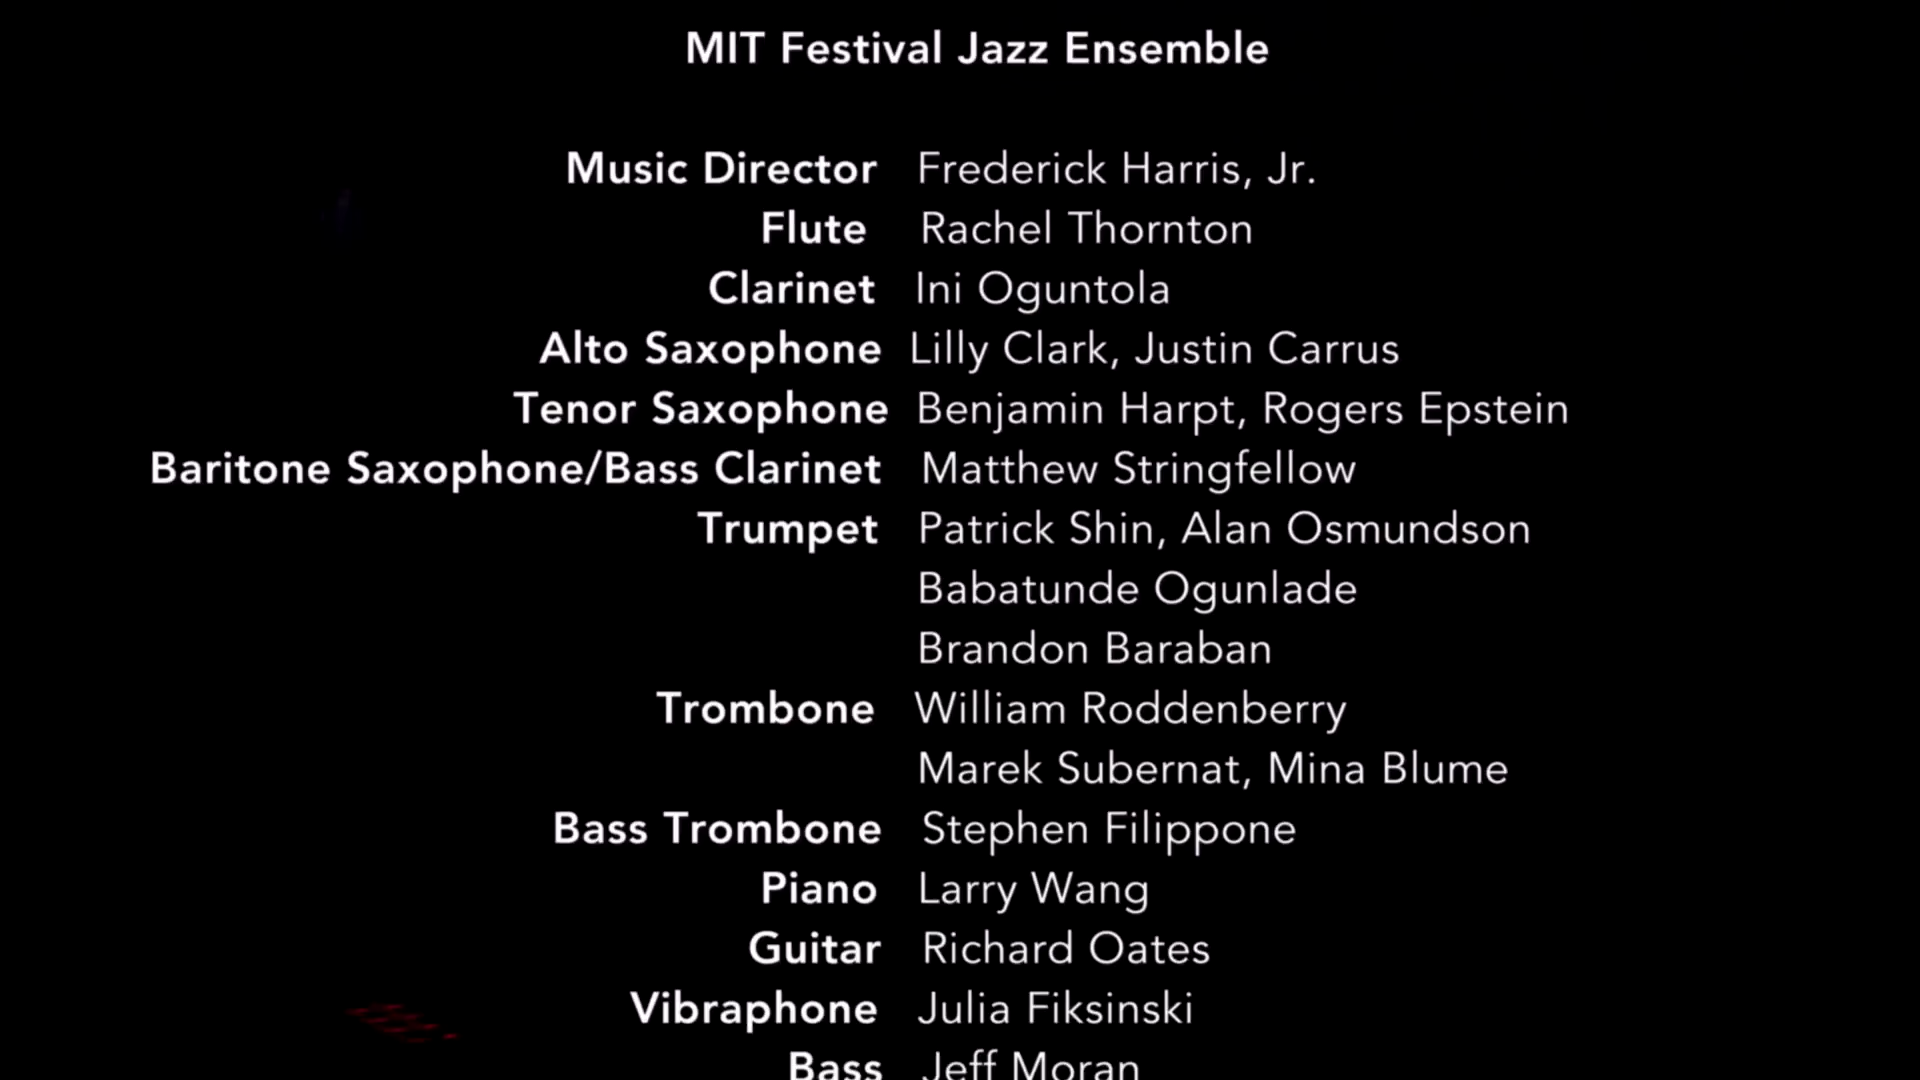 MIT Festival Jazz Ensemble
Music Director Frederick Harris, Jr.
Flute Rachel Thornton
Clarinet Ini Oguntola
Alto Saxophone Lilly Clark, Justin Carrus
Tenor Saxophone Benjamin Harpt, Rogers Epstein
Baritone Saxophone/Bass Clarinet Matthew Stringfellow
Trumpet Patrick Shin, Alan Osmundson
Babatunde Ogunlade
Brandon Baraban
Trombone William Roddenberry
Marek Subernat, Mina Blume
Bass Trombone Stephen Filippone
Piano Larry Wang
Guitar Richard Oates
Vibraphone Julia Fiksinski
Bass Jeff Moran